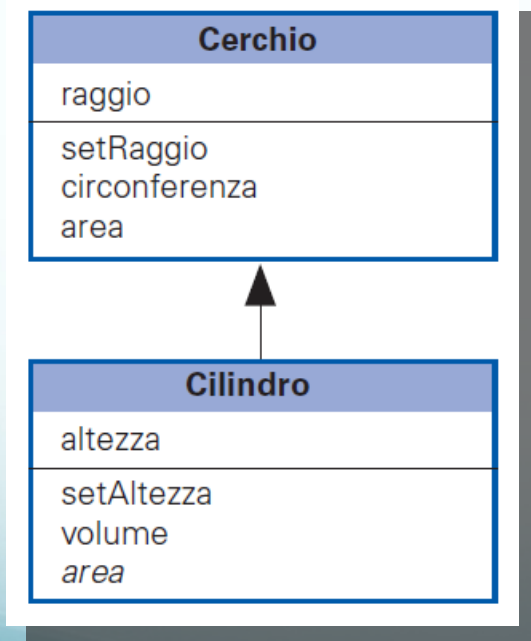 Cerchio
raggio
setRaggio
circonferenza
area
Cilindro
altezza
setAltezza
volume
area